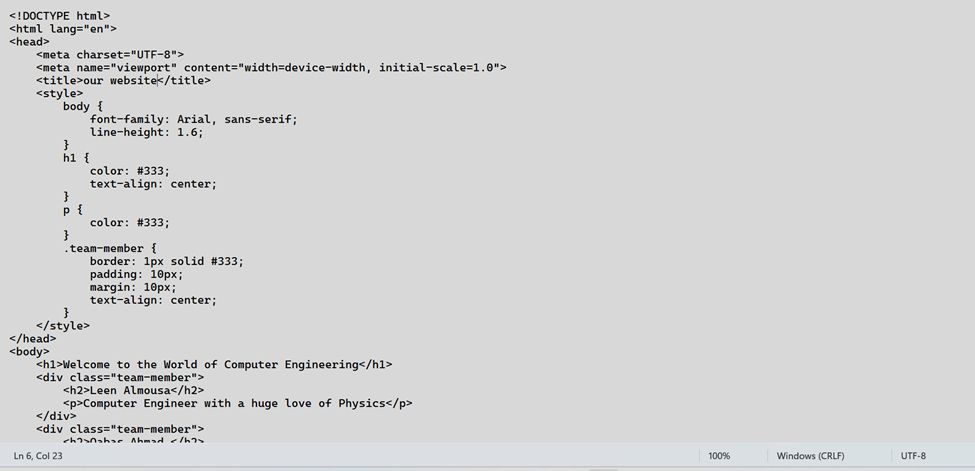 <!DOCTYPE html>
<html lang="en">
<head>
    <meta charset="UTF-8">
    <meta name="viewport" content="width=device-width, initial-scale=1.0">
    <title>our website</title>
    <style>
        body {
            font-family: Arial, sans-serif;
            line-height: 1.6;
        }
        h1 {
            color: #333;
            text-align: center;
        }
        p {
            color: #333;
        }
        .team-member {
            border: 1px solid #333;
            padding: 10px;
            margin: 10px;
            text-align: center;
        }
    </style>
</head>
<body>
    <h1>Welcome to the World of Computer Engineering</h1>
    <div class="team-member">
        <h2>Leen Almousa</h2>
        <p>Computer Engineer with a huge love of Physics</p>
    </div>
    <div class="team-member">
        <h2>Qabas Ahmad </h2>
Ln 6, Col 23 100% Windows (CRLF) UTF-8